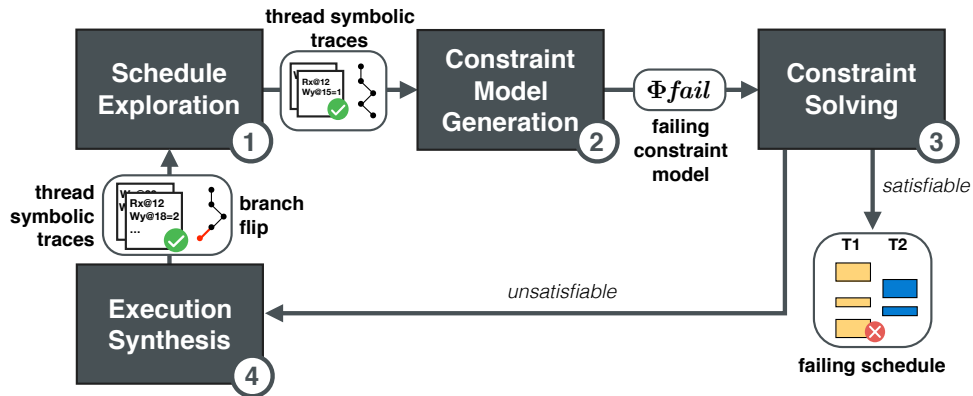 thread symbolic
traces
Schedule
Exploration
1
Rx@12
Wy@15=1
Constraint
Model
Generation
2
Φfail
failing
constraint
model
Constraint
Solving
3
satisfiable
thread
symbolic
traces
Rx@12
Wy@18=2
...
branch
flip
T1 T2
unsatisfiable
Execution
Synthesis
4
failing schedule